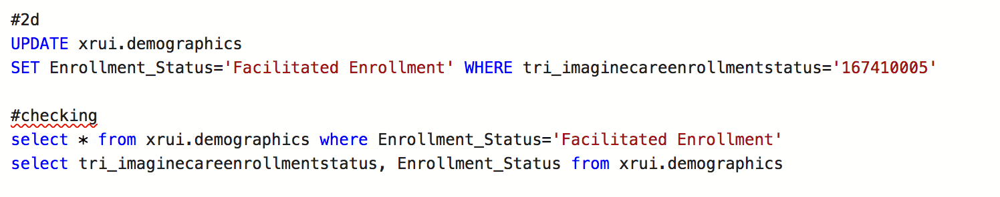 #2d
UPDATE xrui.demographics
SET Enrollment_Status='Facilitated Enrollment' WHERE tri_imaginecareenrollmentstatus='167410005'
#checking
select * from xrui.demographics where Enrollment_Status='Facilitated Enrollment'
select tri_imaginecareenrollmentstatus, Enrollment_Status from xrui.demographics